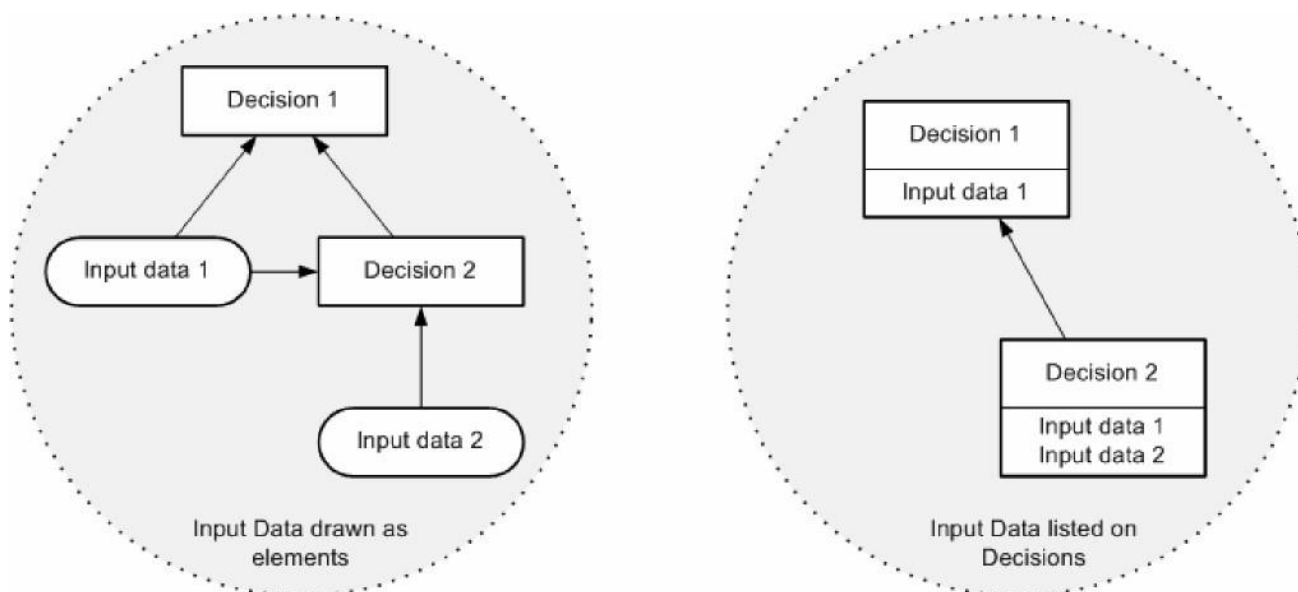 Decision 1
Input data 1
Decision 2
Input data 2
Input Data drawn as
elements
Decision 1
Input data 1
Decision 2
Input data 1
Input data 2
Input Data listed on
Decisions